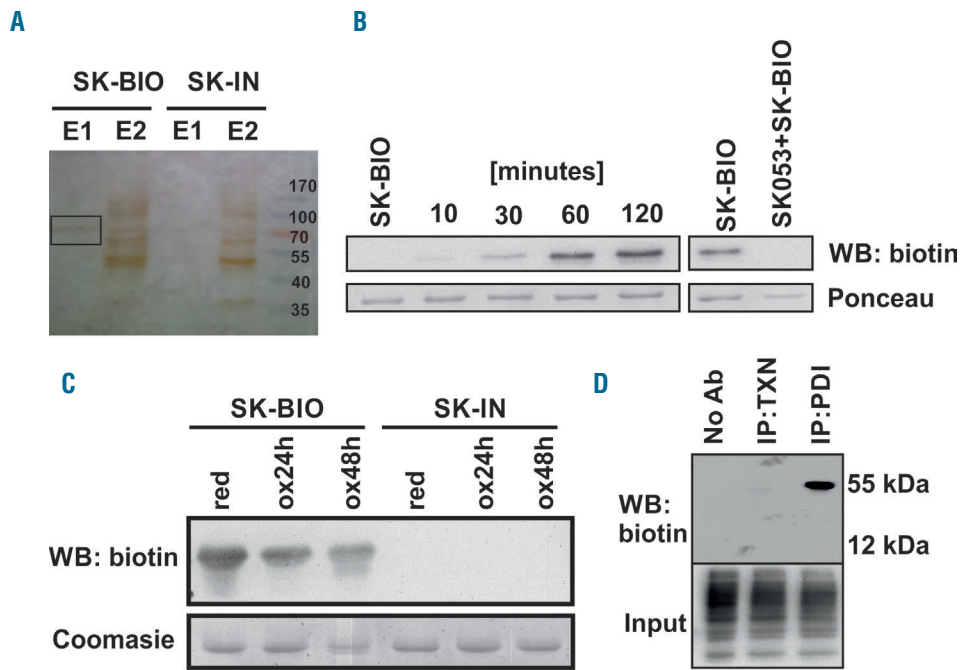 A
SK-BIO SK-IN
E1 E2 E1 E2
170
100
70
55
40
35
B
SK-BIO
[minutes]
10 30 60 120
SK-BIO
SK053+SK-BIO
WB: biotin
Ponceau
C
SK-BIO SK-IN
red ox24h ox48h red ox24h ox48h
WB: biotin
Coomasie
D
No Ab IP:TXN IP:PDI
WB:
biotin
55 kDa
12 kDa
Input